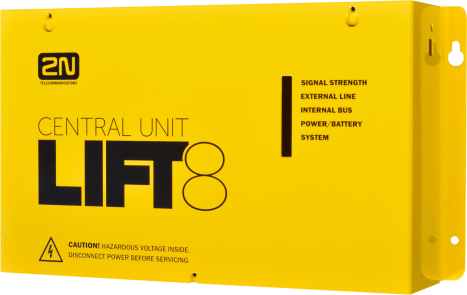 2N
TELECOMMUNICATIONS
SIGNAL STRENGTH
EXTERNAL LINE
INTERNAL BUS
POWER/BATTERY
SYSTEM
CENTRAL UNIT
LIFT8
CAUTION! HAZARDOUS VOLTAGE INSIDE.
DISCONNECT POWER BEFORE SERVICING.